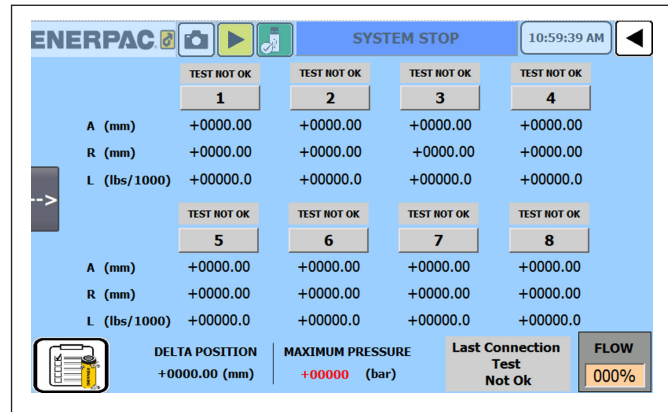 ENERPAC SYSTEM STOP 10:59:39 AM
TEST NOT OK TEST NOT OK TEST NOT OK TEST NOT OK
1 2 3 4
A (mm) +0000.00 +0000.00 +0000.00 +0000.00
R (mm) +0000.00 +0000.00 +0000.00 +0000.00
L (lbs/1000) +00000.0 +00000.0 +00000.0 +00000.0
-->
TEST NOT OK TEST NOT OK TEST NOT OK TEST NOT OK
5 6 7 8
A (mm) +0000.00 +0000.00 +0000.00 +0000.00
R (mm) +0000.00 +0000.00 +0000.00 +0000.00
L (lbs/1000) +00000.0 +00000.0 +00000.0 +00000.0
DELTA POSITION MAXIMUM PRESSURE Last Connection FLOW
Test
+0000.00 (mm) +00000 (bar) Not Ok 000%